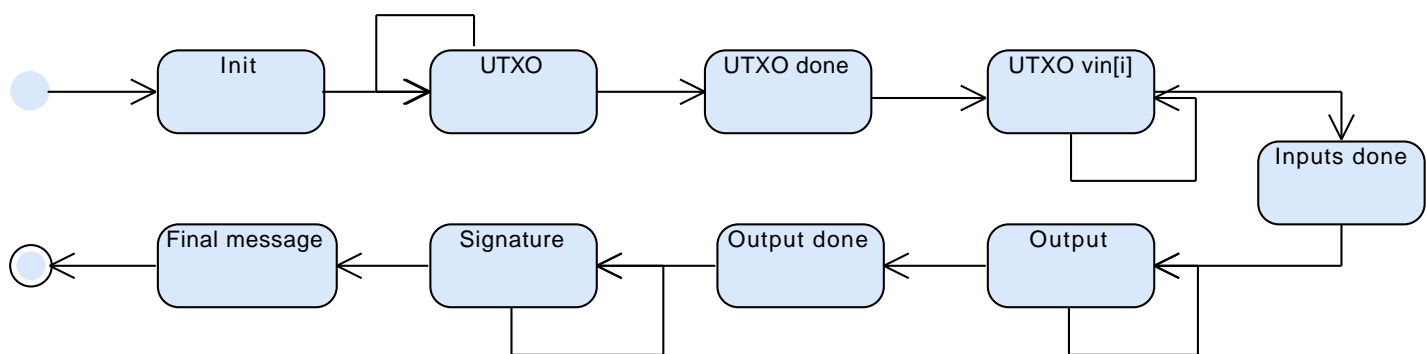 Init
UTXO
UTXO done
UTXO vin[i]
Inputs done
Final message
Signature
Output done
Output